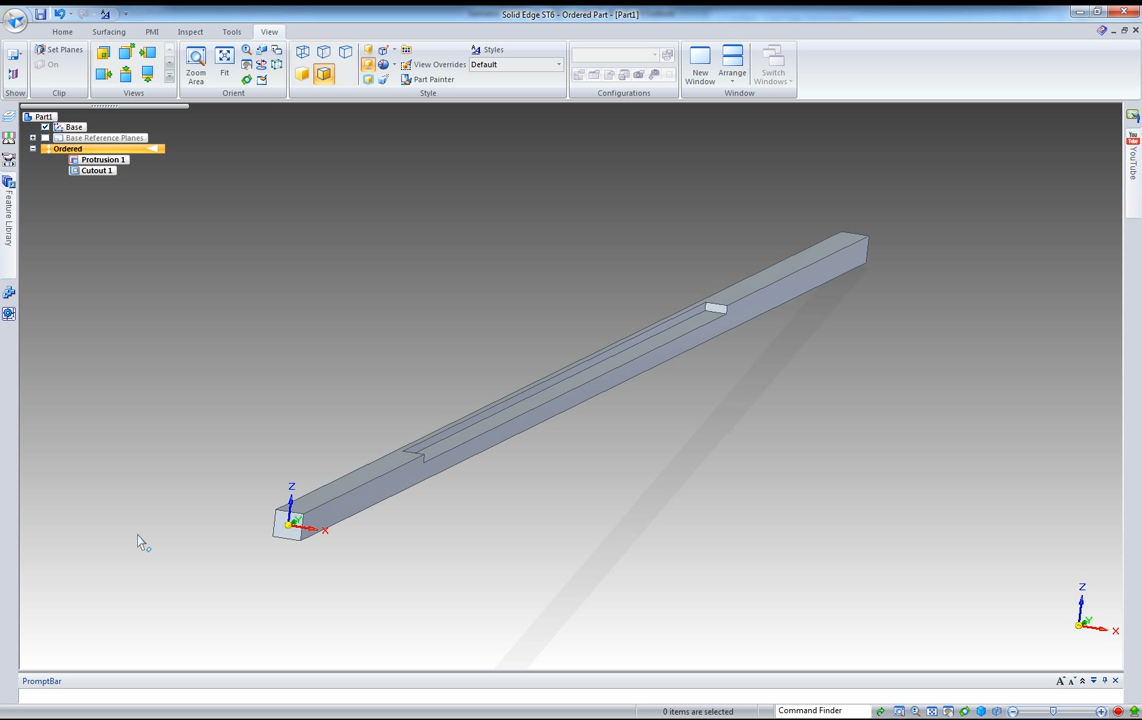 Solid Edge ST6 - Ordered Part - [Part1]
Home Surfacing PMI Inspect Tools View
Set Planes
On
Zoom Area
Fit
Styles
View Overrides Default
Part Painter
New Window
Arrange
Switch Windows
Show Clip Views Orient Style Configurations Window
Part1
Base
Base Reference Planes
Ordered
Protrusion 1
Cutout 1
Feature Library
You Tube
YouTube
Z
X
Z
Y
X
PromptBar
0 items are selected
Command Finder